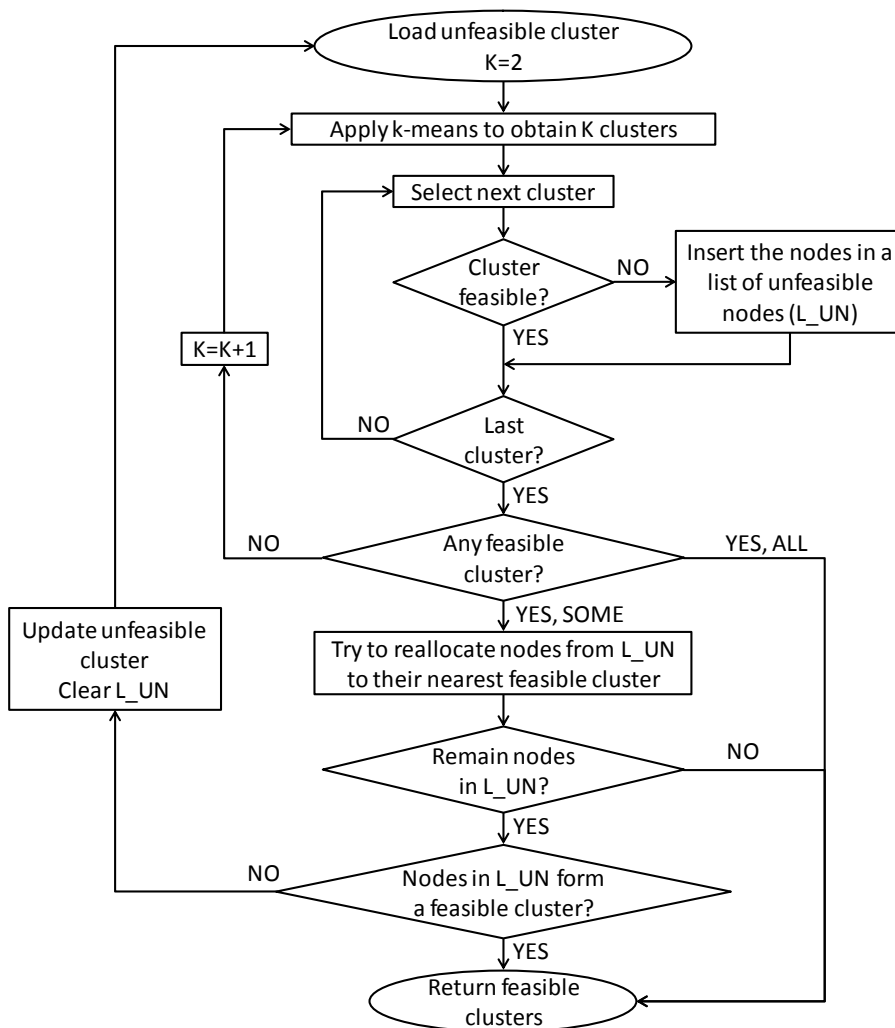 Load unfeasible cluster
K=2
Apply k-means to obtain K clusters
Select next cluster
Cluster
feasible?
NO
Insert the nodes in a
list of unfeasible
nodes (L_UN)
YES
K=K+1
NO
Last
cluster?
YES
NO
Any feasible
cluster?
YES, ALL
YES, SOME
Update unfeasible
cluster
Clear L_UN
Try to reallocate nodes from L_UN
to their nearest feasible cluster
Remain nodes
in L_UN?
NO
YES
NO
Nodes in L_UN form
a feasible cluster?
YES
Return feasible
clusters